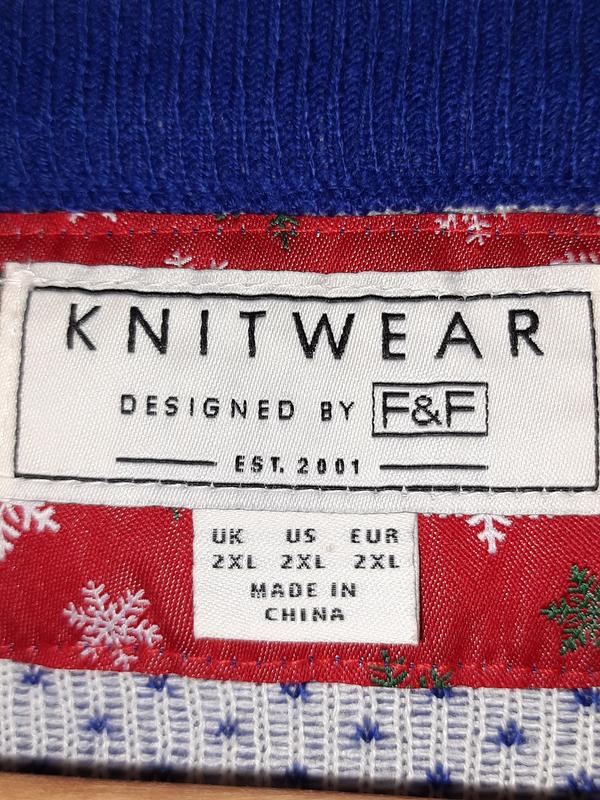 KNITWEAR
DESIGNED BY F&F
EST. 2001
UK US EUR
2XL 2XL 2XL
MADE IN
CHINA